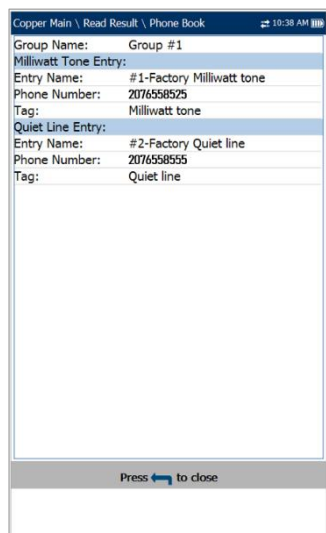 Copper Main \ Read Result \ Phone Book 10:38 AM
Group Name: Group #1
Milliwatt Tone Entry:
Entry Name: #1-Factory Milliwatt tone
Phone Number: 2076558525
Tag: Milliwatt tone
Quiet Line Entry:
Entry Name: #2-Factory Quiet line
Phone Number: 2076558555
Tag: Quiet line
Press to close